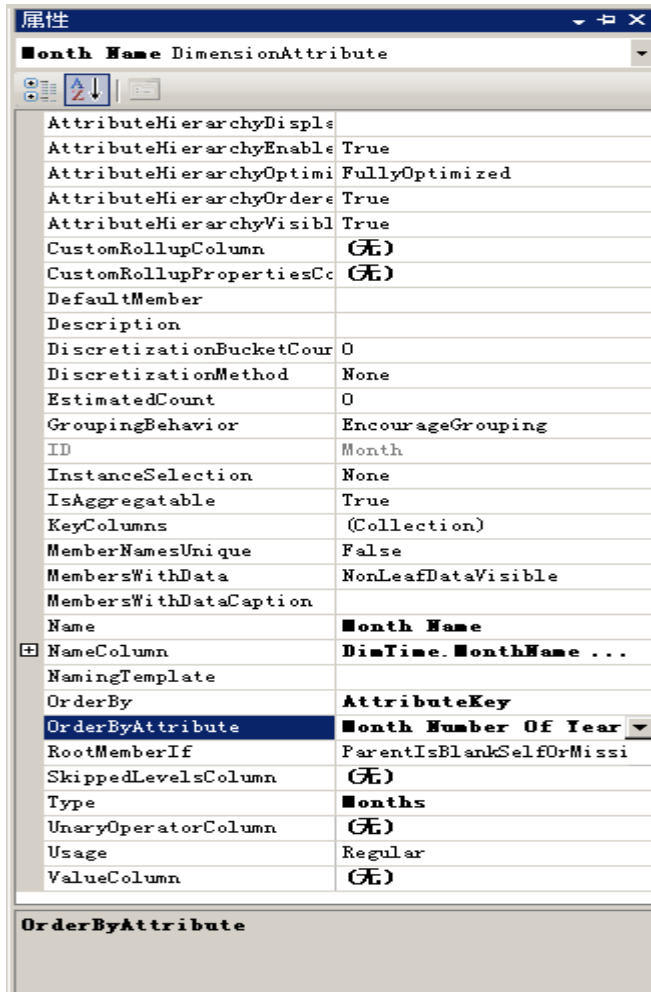 属性
Month Name DimensionAttribute
AttributeHierarchyDispla
AttributeHierarchyEnable True
AttributeHierarchyOptimi FullyOptimized
AttributeHierarchyOrdere True
AttributeHierarchyVisibl True
CustomRollupColumn (无)
CustomRollupPropertiesCo (无)
DefaultMember
Description
DiscretizationBucketCour 0
DiscretizationMethod None
EstimatedCount 0
GroupingBehavior EncourageGrouping
ID Month
InstanceSelection None
IsAggregatable True
KeyColumns (Collection)
MemberNamesUnique False
MembersWithData NonLeafDataVisible
MembersWithDataCaption
Name Month Name
NameColumn DimTime.MonthName ...
NamingTemplate
OrderBy AttributeKey
OrderByAttribute Month Number Of Year
RootMemberIf ParentIsBlankSelfOrMissi
SkippedLevelsColumn (无)
Type Months
UnaryOperatorColumn (无)
Usage Regular
ValueColumn (无)
OrderByAttribute